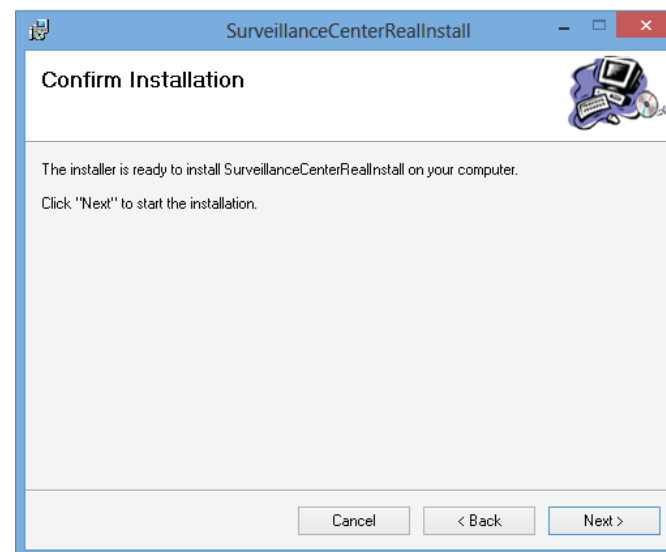 SurveillanceCenterRealInstall
Confirm Installation
The installer is ready to install SurveillanceCenterRealInstall on your computer.
Click "Next" to start the installation.
Cancel
< Back
Next >